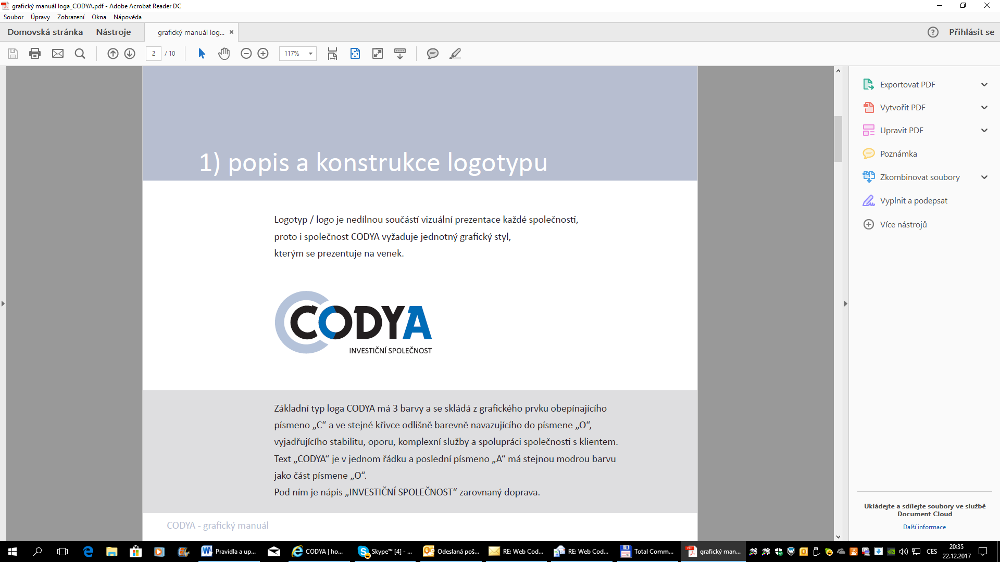 grafický manuál loga_CODYA.pdf - Adobe Acrobat Reader DC
Soubor Úpravy Zobrazení Okna Nápověda
Domovská stránka Nástroje grafický manuál log... × ? Přihlásit se
2 / 10 117%
1) popis a konstrukce logotypu
Logotyp / logo je nedílnou součástí vizuální prezentace každé společnosti,
proto i společnost CODYA vyžaduje jednotný grafický styl,
kterým se prezentuje na venek.
CODYA
INVESTIČNÍ SPOLEČNOST
Základní typ loga CODYA má 3 barvy a se skládá z grafického prvku obepínajícího
písmeno „C“ a ve stejné křivce odlišně barevně navazujícího do písmene „O“,
vyjadřujícího stabilitu, oporu, komplexní služby a spolupráci společnosti s klientem.
Text „CODYA“ je v jednom řádku a poslední písmeno „A“ má stejnou modrou barvu
jako část písmene „O“.
Pod ním je nápis „INVESTIČNÍ SPOLEČNOST“ zarovnaný doprava.
CODYA - grafický manuál
Exportovat PDF
Vytvořit PDF
Upravit PDF
Poznámka
Zkombinovat soubory
Vyplnit a podepsat
Více nástrojů
Ukládejte a sdílejte soubory ve službě
Document Cloud
Další informace
Pravidla a up... CODYA | ho... Skype™ [4] - ... Odeslaná poš... RE: Web Cod... RE: Web Cod... Total Comm... grafický man... CES
20:35
22.12.2017